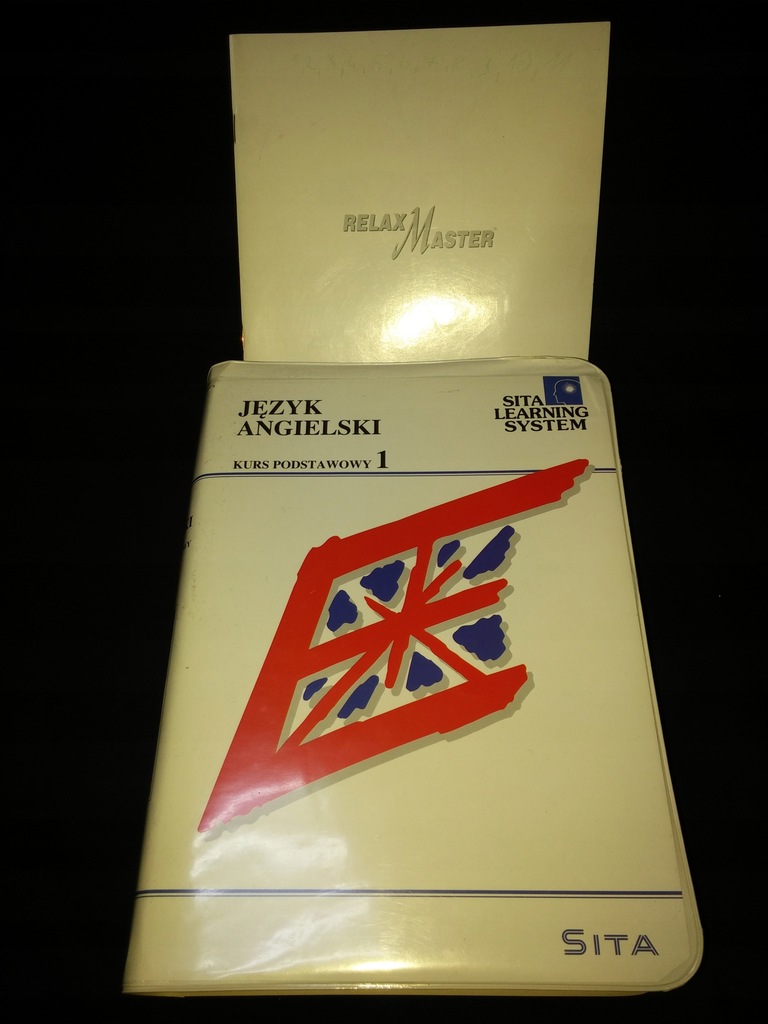 RELAX MASTER®
JĘZYK
ANGIELSKI
KURS PODSTAWOWY 1
SITA
LEARNING
SYSTEM
SITA